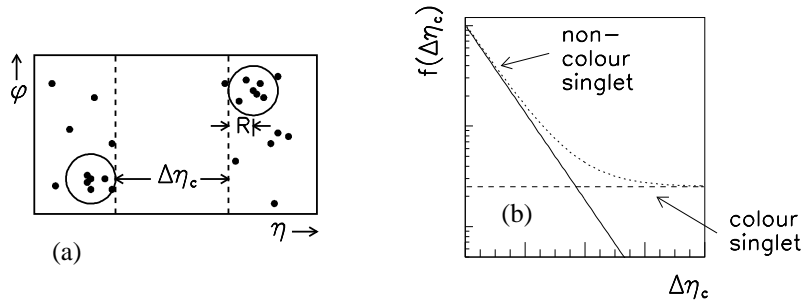 φ
R
Δη_c
η
(a)
f(Δη_c)
non–
colour
singlet
(b)
colour
singlet
Δη_c